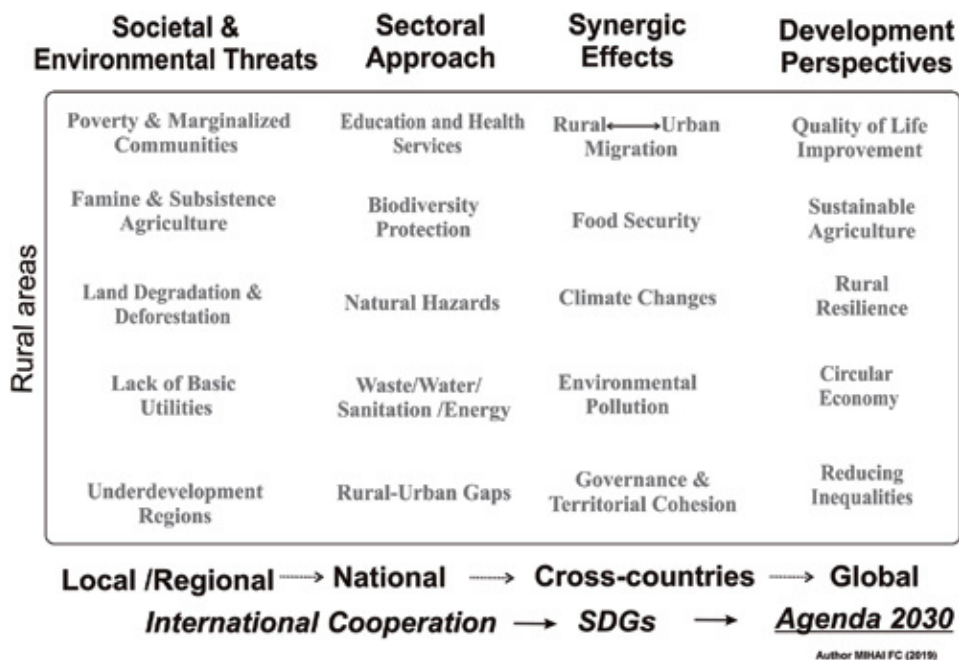 Societal &
Environmental Threats
Sectoral
Approach
Synergic
Effects
Development
Perspectives
Rural areas
Poverty & Marginalized
Communities
Education and Health
Services
Rural Urban
Migration
Quality of Life
Improvement
Famine & Subsistence
Agriculture
Biodiversity
Protection
Food Security
Sustainable
Agriculture
Land Degradation &
Deforestation
Natural Hazards
Climate Changes
Rural
Resilience
Lack of Basic
Utilities
Waste/Water/
Sanitation /Energy
Environmental
Pollution
Circular
Economy
Underdevelopment
Regions
Rural-Urban Gaps
Governance &
Territorial Cohesion
Reducing
Inequalities
Local /Regional National Cross-countries Global
International Cooperation SDGs Agenda 2030
Author MIHAI FC (2019)